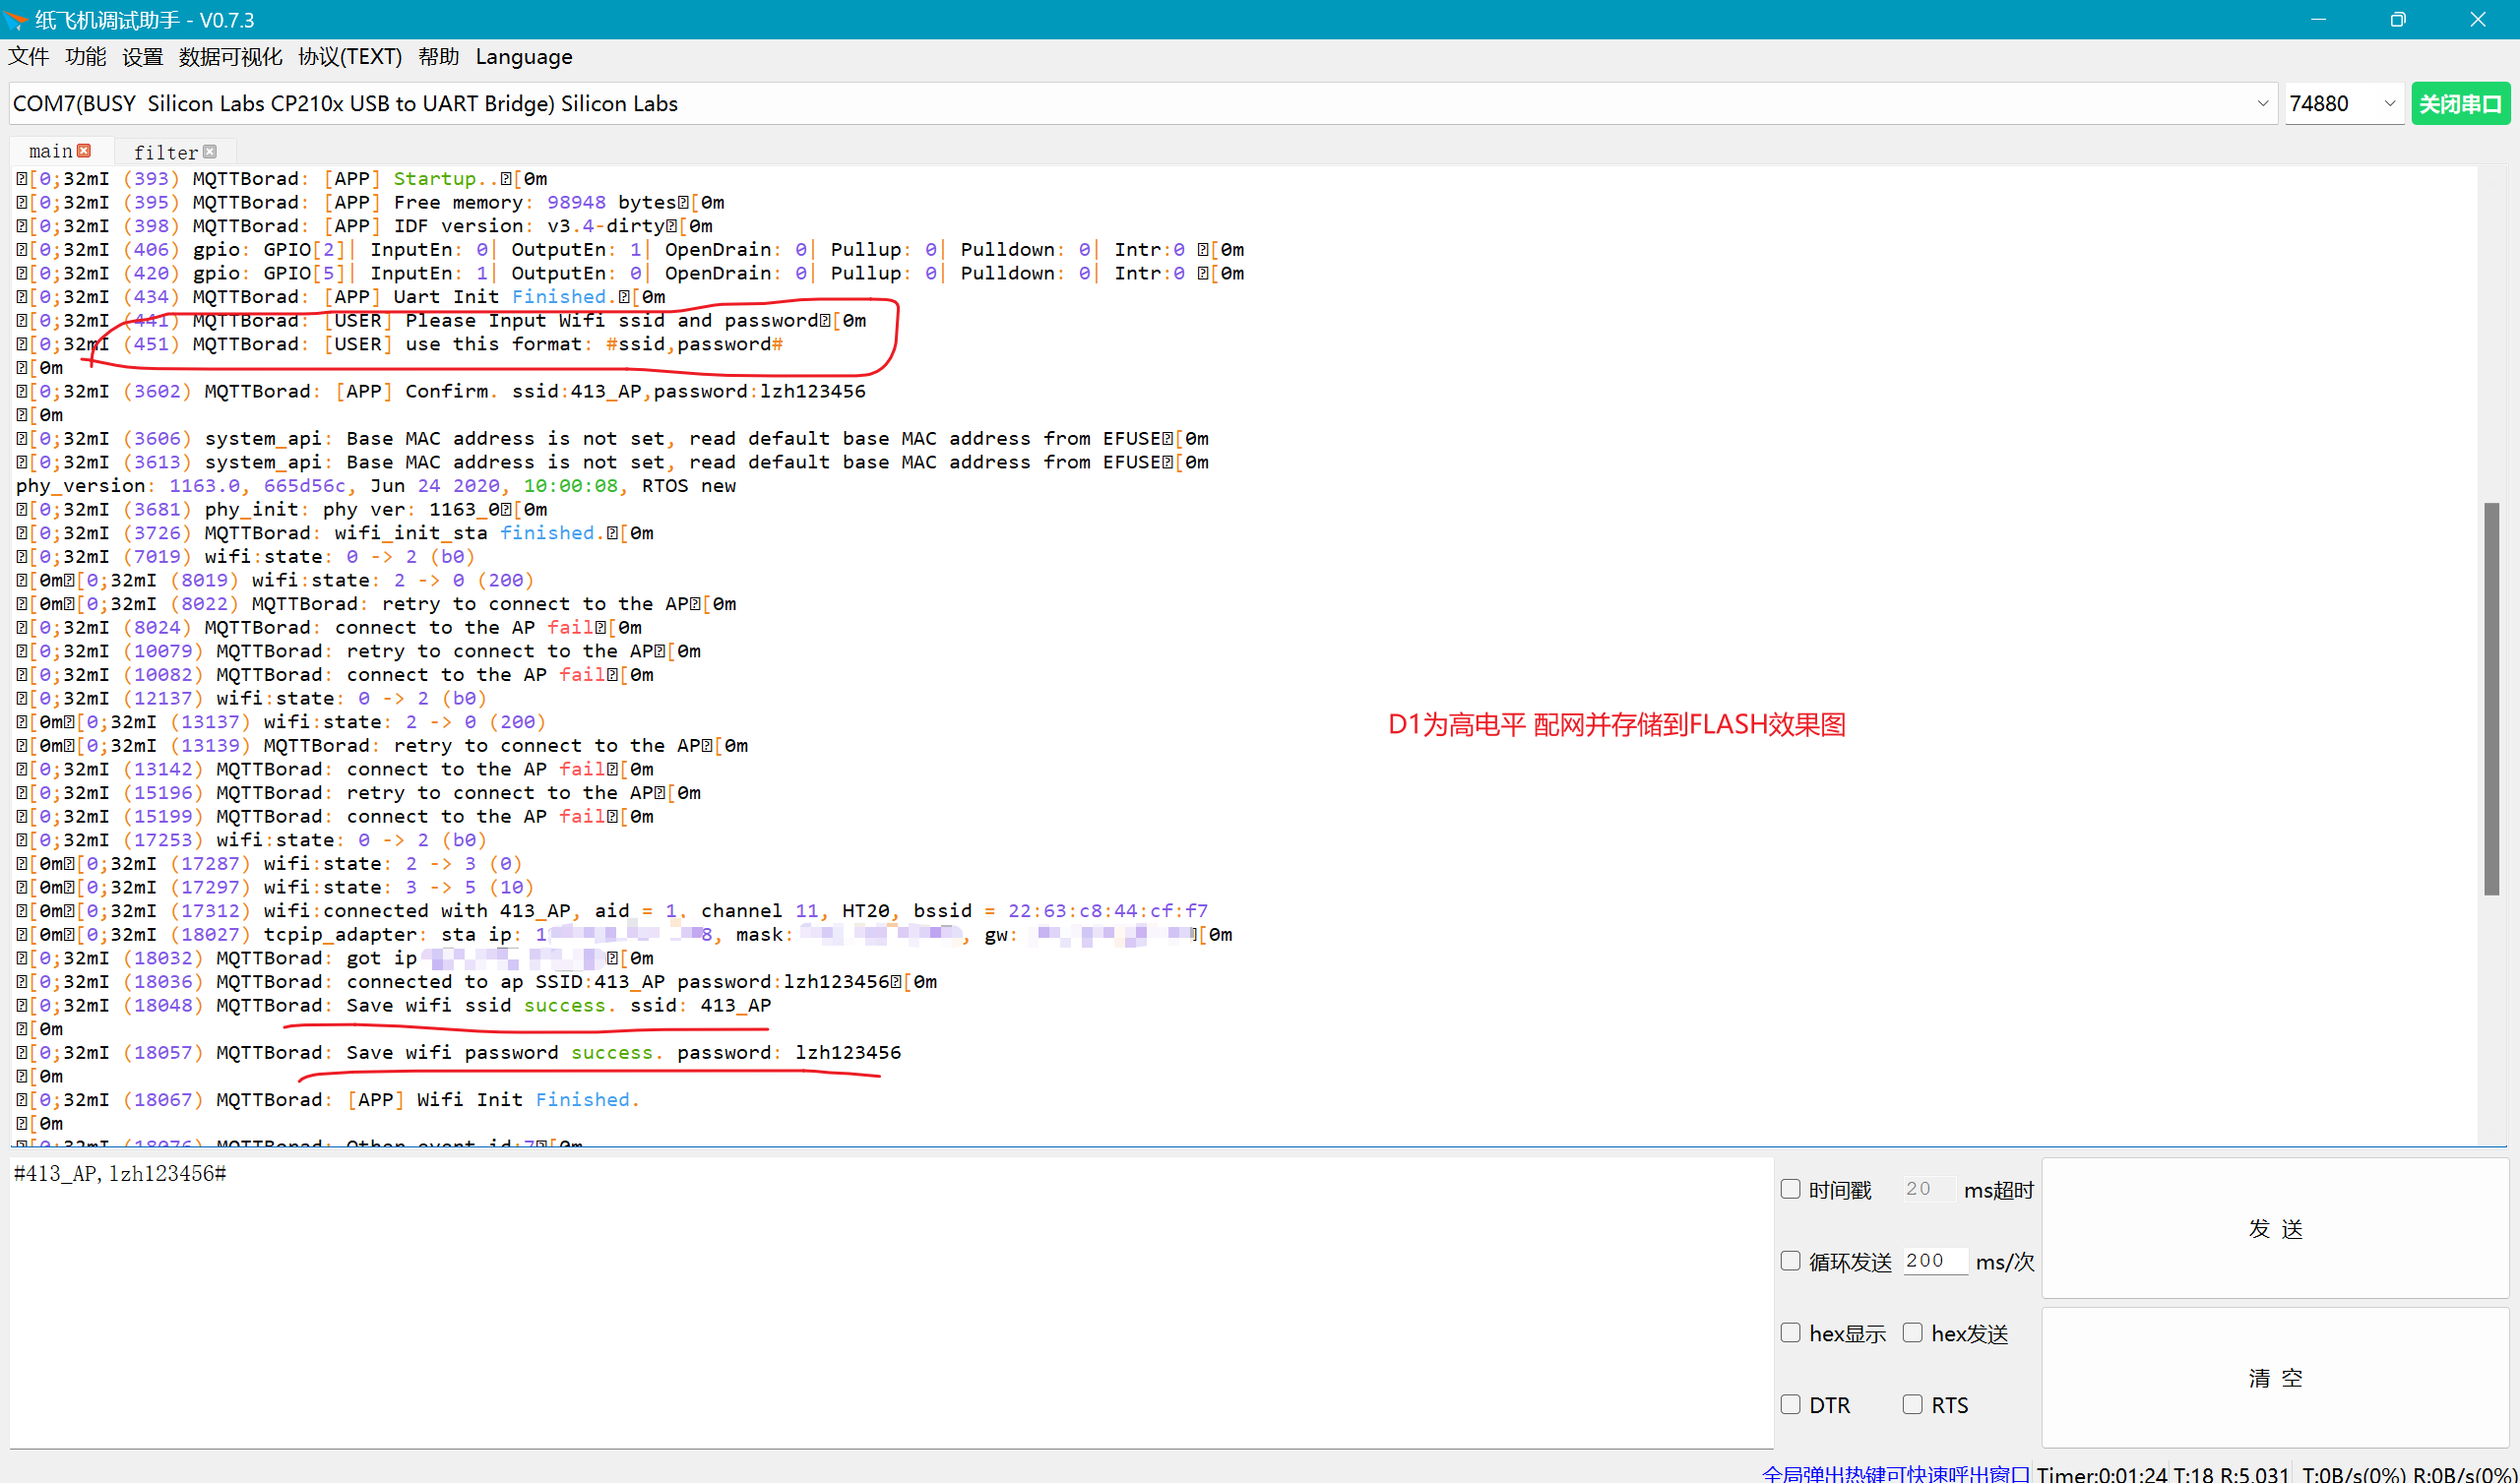 纸飞机调试助手 - V0.7.3
文件 功能 设置 数据可视化 协议(TEXT) 帮助 Language
COM7(BUSY  Silicon Labs CP210x USB to UART Bridge) Silicon Labs 74880 关闭串口
main filter
[0;32mI (393) MQTTBorad: [APP] Startup..[0m
[0;32mI (395) MQTTBorad: [APP] Free memory: 98948 bytes[0m
[0;32mI (398) MQTTBorad: [APP] IDF version: v3.4-dirty[0m
[0;32mI (406) gpio: GPIO[2]| InputEn: 0| OutputEn: 1| OpenDrain: 0| Pullup: 0| Pulldown: 0| Intr:0 [0m
[0;32mI (420) gpio: GPIO[5]| InputEn: 1| OutputEn: 0| OpenDrain: 0| Pullup: 0| Pulldown: 0| Intr:0 [0m
[0;32mI (434) MQTTBorad: [APP] Uart Init Finished.[0m
[0;32mI (441) MQTTBorad: [USER] Please Input Wifi ssid and password[0m
[0;32mI (451) MQTTBorad: [USER] use this format: #ssid,password#
[0m
[0;32mI (3602) MQTTBorad: [APP] Confirm. ssid:413_AP,password:lzh123456
[0m
[0;32mI (3606) system_api: Base MAC address is not set, read default base MAC address from EFUSE[0m
[0;32mI (3613) system_api: Base MAC address is not set, read default base MAC address from EFUSE[0m
phy_version: 1163.0, 665d56c, Jun 24 2020, 10:00:08, RTOS new
[0;32mI (3681) phy_init: phy ver: 1163_0[0m
[0;32mI (3726) MQTTBorad: wifi_init_sta finished.[0m
[0;32mI (7019) wifi:state: 0 -> 2 (b0)
[0m[0;32mI (8019) wifi:state: 2 -> 0 (200)
[0m[0;32mI (8022) MQTTBorad: retry to connect to the AP[0m
[0;32mI (8024) MQTTBorad: connect to the AP fail[0m
[0;32mI (10079) MQTTBorad: retry to connect to the AP[0m
[0;32mI (10082) MQTTBorad: connect to the AP fail[0m
[0;32mI (12137) wifi:state: 0 -> 2 (b0)
[0m[0;32mI (13137) wifi:state: 2 -> 0 (200)
D1为高电平 配网并存储到FLASH效果图
[0m[0;32mI (13139) MQTTBorad: retry to connect to the AP[0m
[0;32mI (13142) MQTTBorad: connect to the AP fail[0m
[0;32mI (15196) MQTTBorad: retry to connect to the AP[0m
[0;32mI (15199) MQTTBorad: connect to the AP fail[0m
[0;32mI (17253) wifi:state: 0 -> 2 (b0)
[0m[0;32mI (17287) wifi:state: 2 -> 3 (0)
[0m[0;32mI (17297) wifi:state: 3 -> 5 (10)
[0m[0;32mI (17312) wifi:connected with 413_AP, aid = 1, channel 11, HT20, bssid = 22:63:c8:44:cf:f7
[0m[0;32mI (18027) tcpip_adapter: sta ip: 1 8, mask: , gw: [0m
[0;32mI (18032) MQTTBorad: got ip [0m
[0;32mI (18036) MQTTBorad: connected to ap SSID:413_AP password:lzh123456[0m
[0;32mI (18048) MQTTBorad: Save wifi ssid success. ssid: 413_AP
[0m
[0;32mI (18057) MQTTBorad: Save wifi password success. password: lzh123456
[0m
[0;32mI (18067) MQTTBorad: [APP] Wifi Init Finished.
[0m
[0;32mI (18076) MQTTBorad: Other event id:7[0m
#413_AP,lzh123456#
时间戳 20 ms超时
循环发送 200 ms/次
发 送
hex显示 hex发送
清 空
DTR RTS
全局弹出热键可快速呼出窗口 Timer:0:01:24 T:18 R:5,031 T:0B/s(0%) R:0B/s(0%)